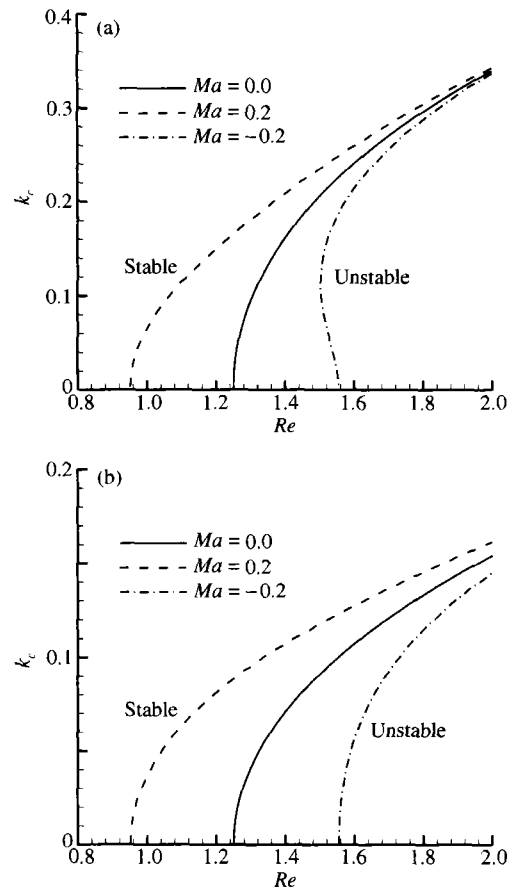 (a)
0.4
Ma = 0.0
Ma = 0.2
Ma = −0.2
0.3
k_c
0.2
Stable
Unstable
0.1
0
0.8 1.0 1.2 1.4 1.6 1.8 2.0
Re
(b)
0.2
Ma = 0.0
Ma = 0.2
Ma = −0.2
k_c
0.1
Stable
Unstable
0
0.8 1.0 1.2 1.4 1.6 1.8 2.0
Re